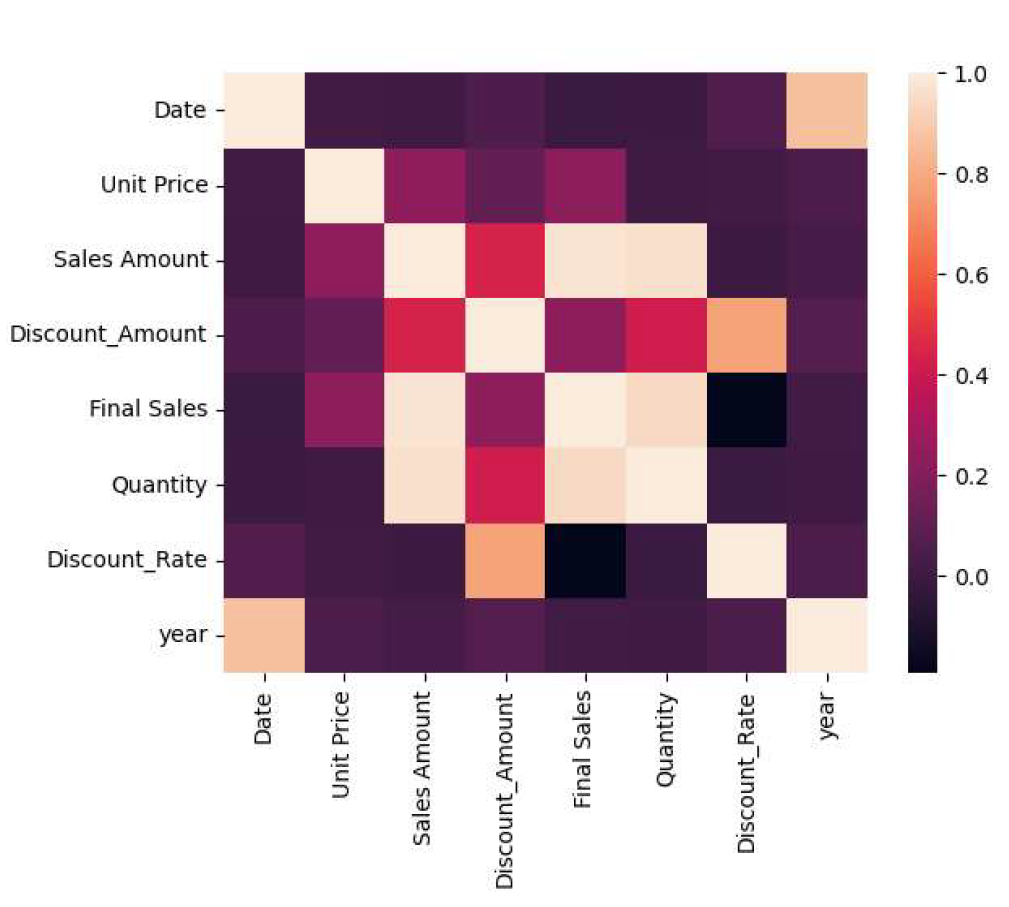 Date
Unit Price
Sales Amount
Discount_Amount
Final Sales
Quantity
Discount_Rate
year
Date
Unit Price
Sales Amount
Discount_Amount
Final Sales
Quantity
Discount_Rate
year
1.0
0.8
0.6
0.4
0.2
0.0